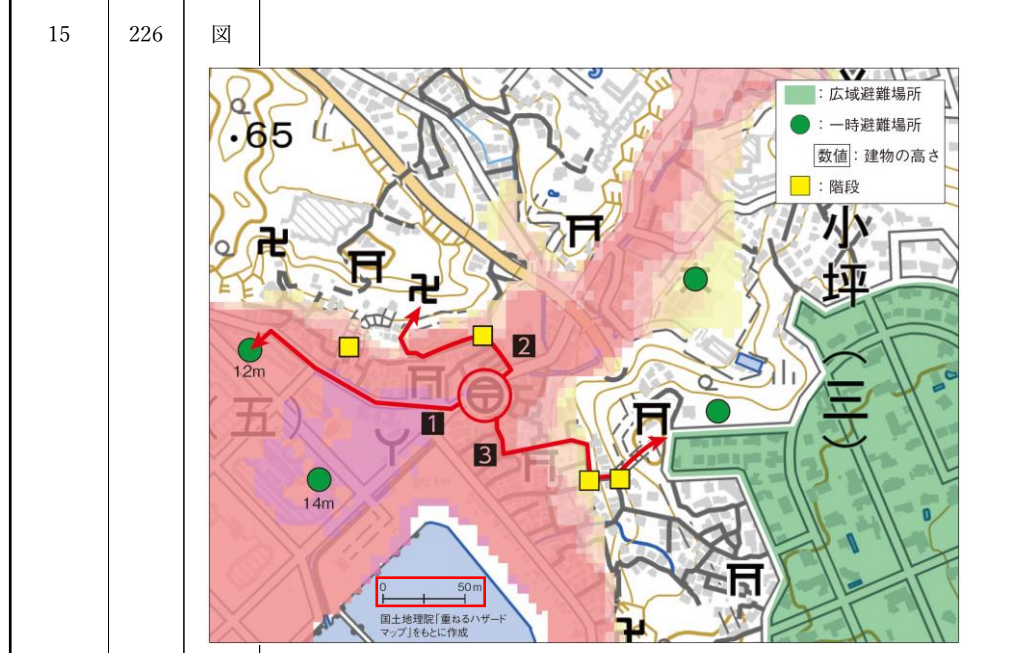 15 226 図
:広域避難場所
:一時避難場所
数値:建物の高さ
:階段
・65
小坪(三)
2
12m
(五)
1
3
14m
0 50m
国土地理院「重ねるハザード
マップ」をもとに作成